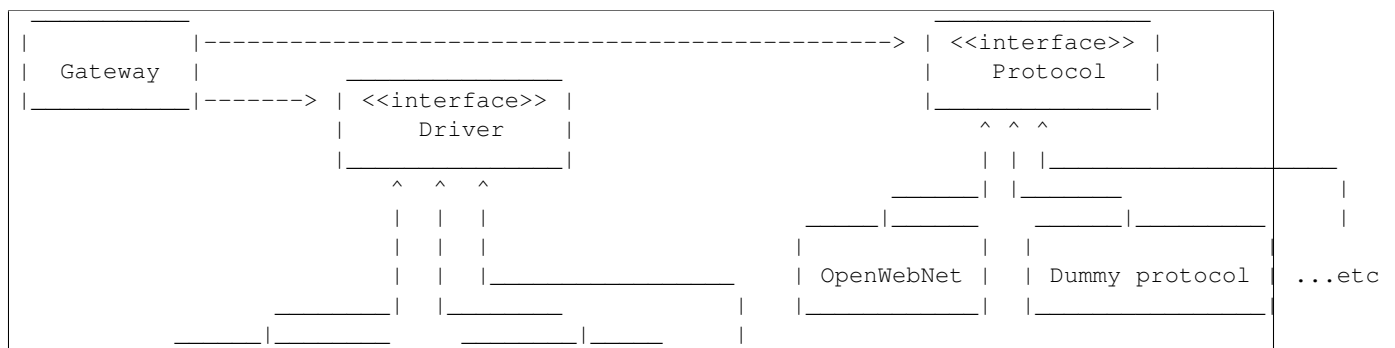 <<interface>>
Gateway Protocol
<<interface>>
Driver
OpenWebNet Dummy protocol ...etc